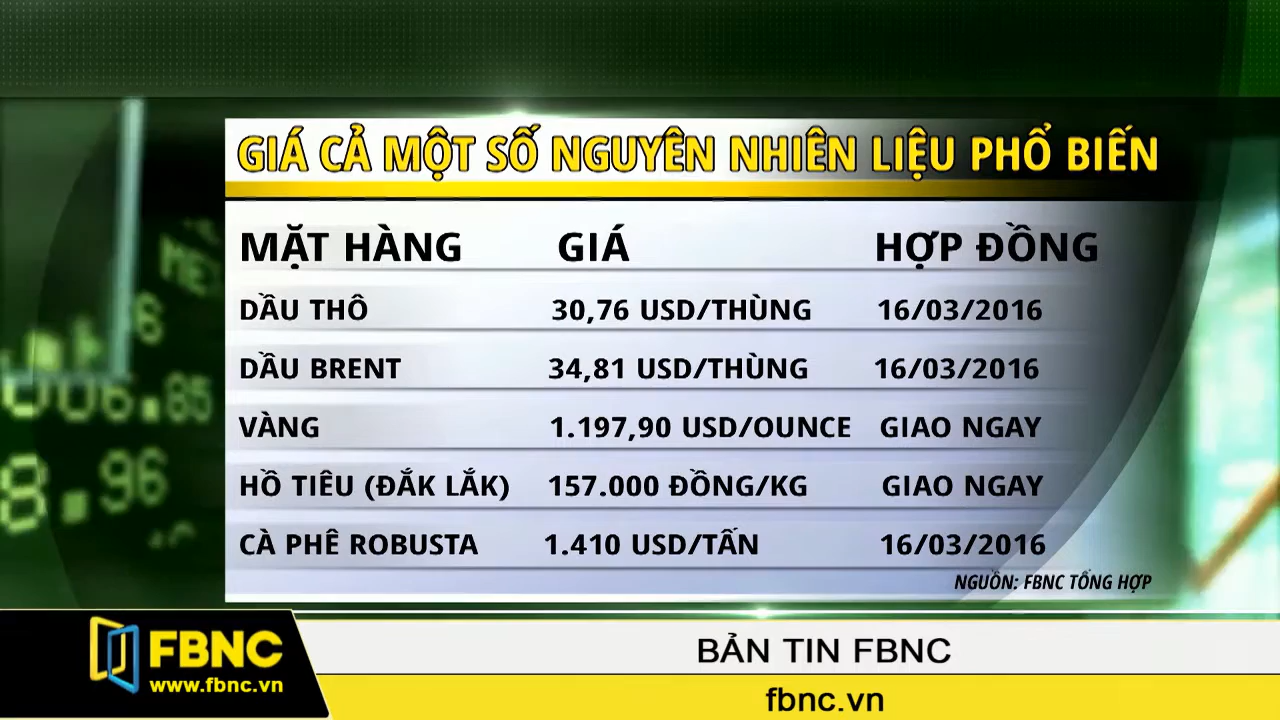 GIÁ CẢ MỘT SỐ NGUYÊN NHIÊN LIỆU PHỔ BIẾN
MẶT HÀNG GIÁ HỢP ĐỒNG
DẦU THÔ 30,76 USD/THÙNG 16/03/2016
DẦU BRENT 34,81 USD/THÙNG 16/03/2016
VÀNG 1.197,90 USD/OUNCE GIAO NGAY
HỒ TIÊU (ĐẮK LẮK) 157.000 ĐỒNG/KG GIAO NGAY
CÀ PHÊ ROBUSTA 1.410 USD/TẤN 16/03/2016
NGUỒN: FBNC TỔNG HỢP
FBNC
www.fbnc.vn
BẢN TIN FBNC
fbnc.vn